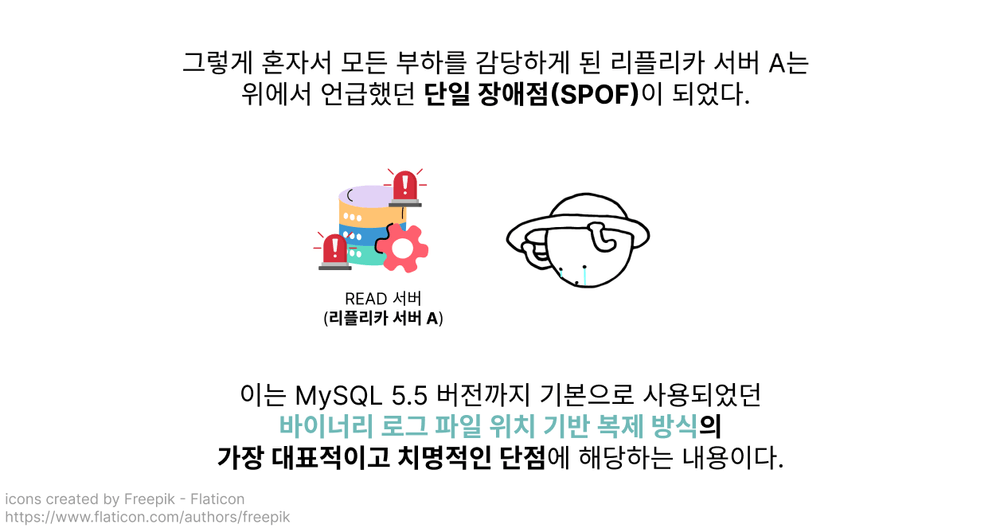 그렇게 혼자서 모든 부하를 감당하게 된 리플리카 서버 A는
위에서 언급했던 단일 장애점(SPOF)이 되었다.
READ 서버
(리플리카 서버 A)
이는 MySQL 5.5 버전까지 기본으로 사용되었던
바이너리 로그 파일 위치 기반 복제 방식의
가장 대표적이고 치명적인 단점에 해당하는 내용이다.
icons created by Freepik - Flaticon
https://www.flaticon.com/authors/freepik